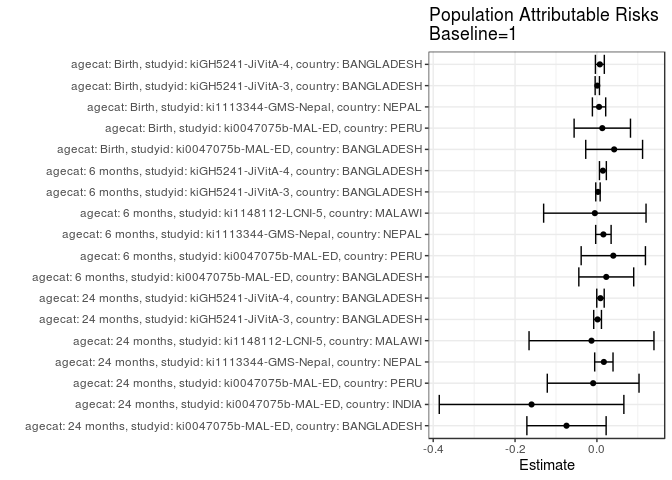 Population Attributable Risks
Baseline=1
agecat: Birth, studyid: kiGH5241-JiVitA-4, country: BANGLADESH
agecat: Birth, studyid: kiGH5241-JiVitA-3, country: BANGLADESH
agecat: Birth, studyid: ki1113344-GMS-Nepal, country: NEPAL
agecat: Birth, studyid: ki0047075b-MAL-ED, country: PERU
agecat: Birth, studyid: ki0047075b-MAL-ED, country: BANGLADESH
agecat: 6 months, studyid: kiGH5241-JiVitA-4, country: BANGLADESH
agecat: 6 months, studyid: kiGH5241-JiVitA-3, country: BANGLADESH
agecat: 6 months, studyid: ki1148112-LCNI-5, country: MALAWI
agecat: 6 months, studyid: ki1113344-GMS-Nepal, country: NEPAL
agecat: 6 months, studyid: ki0047075b-MAL-ED, country: PERU
agecat: 6 months, studyid: ki0047075b-MAL-ED, country: BANGLADESH
agecat: 24 months, studyid: kiGH5241-JiVitA-4, country: BANGLADESH
agecat: 24 months, studyid: kiGH5241-JiVitA-3, country: BANGLADESH
agecat: 24 months, studyid: ki1148112-LCNI-5, country: MALAWI
agecat: 24 months, studyid: ki1113344-GMS-Nepal, country: NEPAL
agecat: 24 months, studyid: ki0047075b-MAL-ED, country: PERU
agecat: 24 months, studyid: ki0047075b-MAL-ED, country: INDIA
agecat: 24 months, studyid: ki0047075b-MAL-ED, country: BANGLADESH
-0.4 -0.2 0.0
Estimate